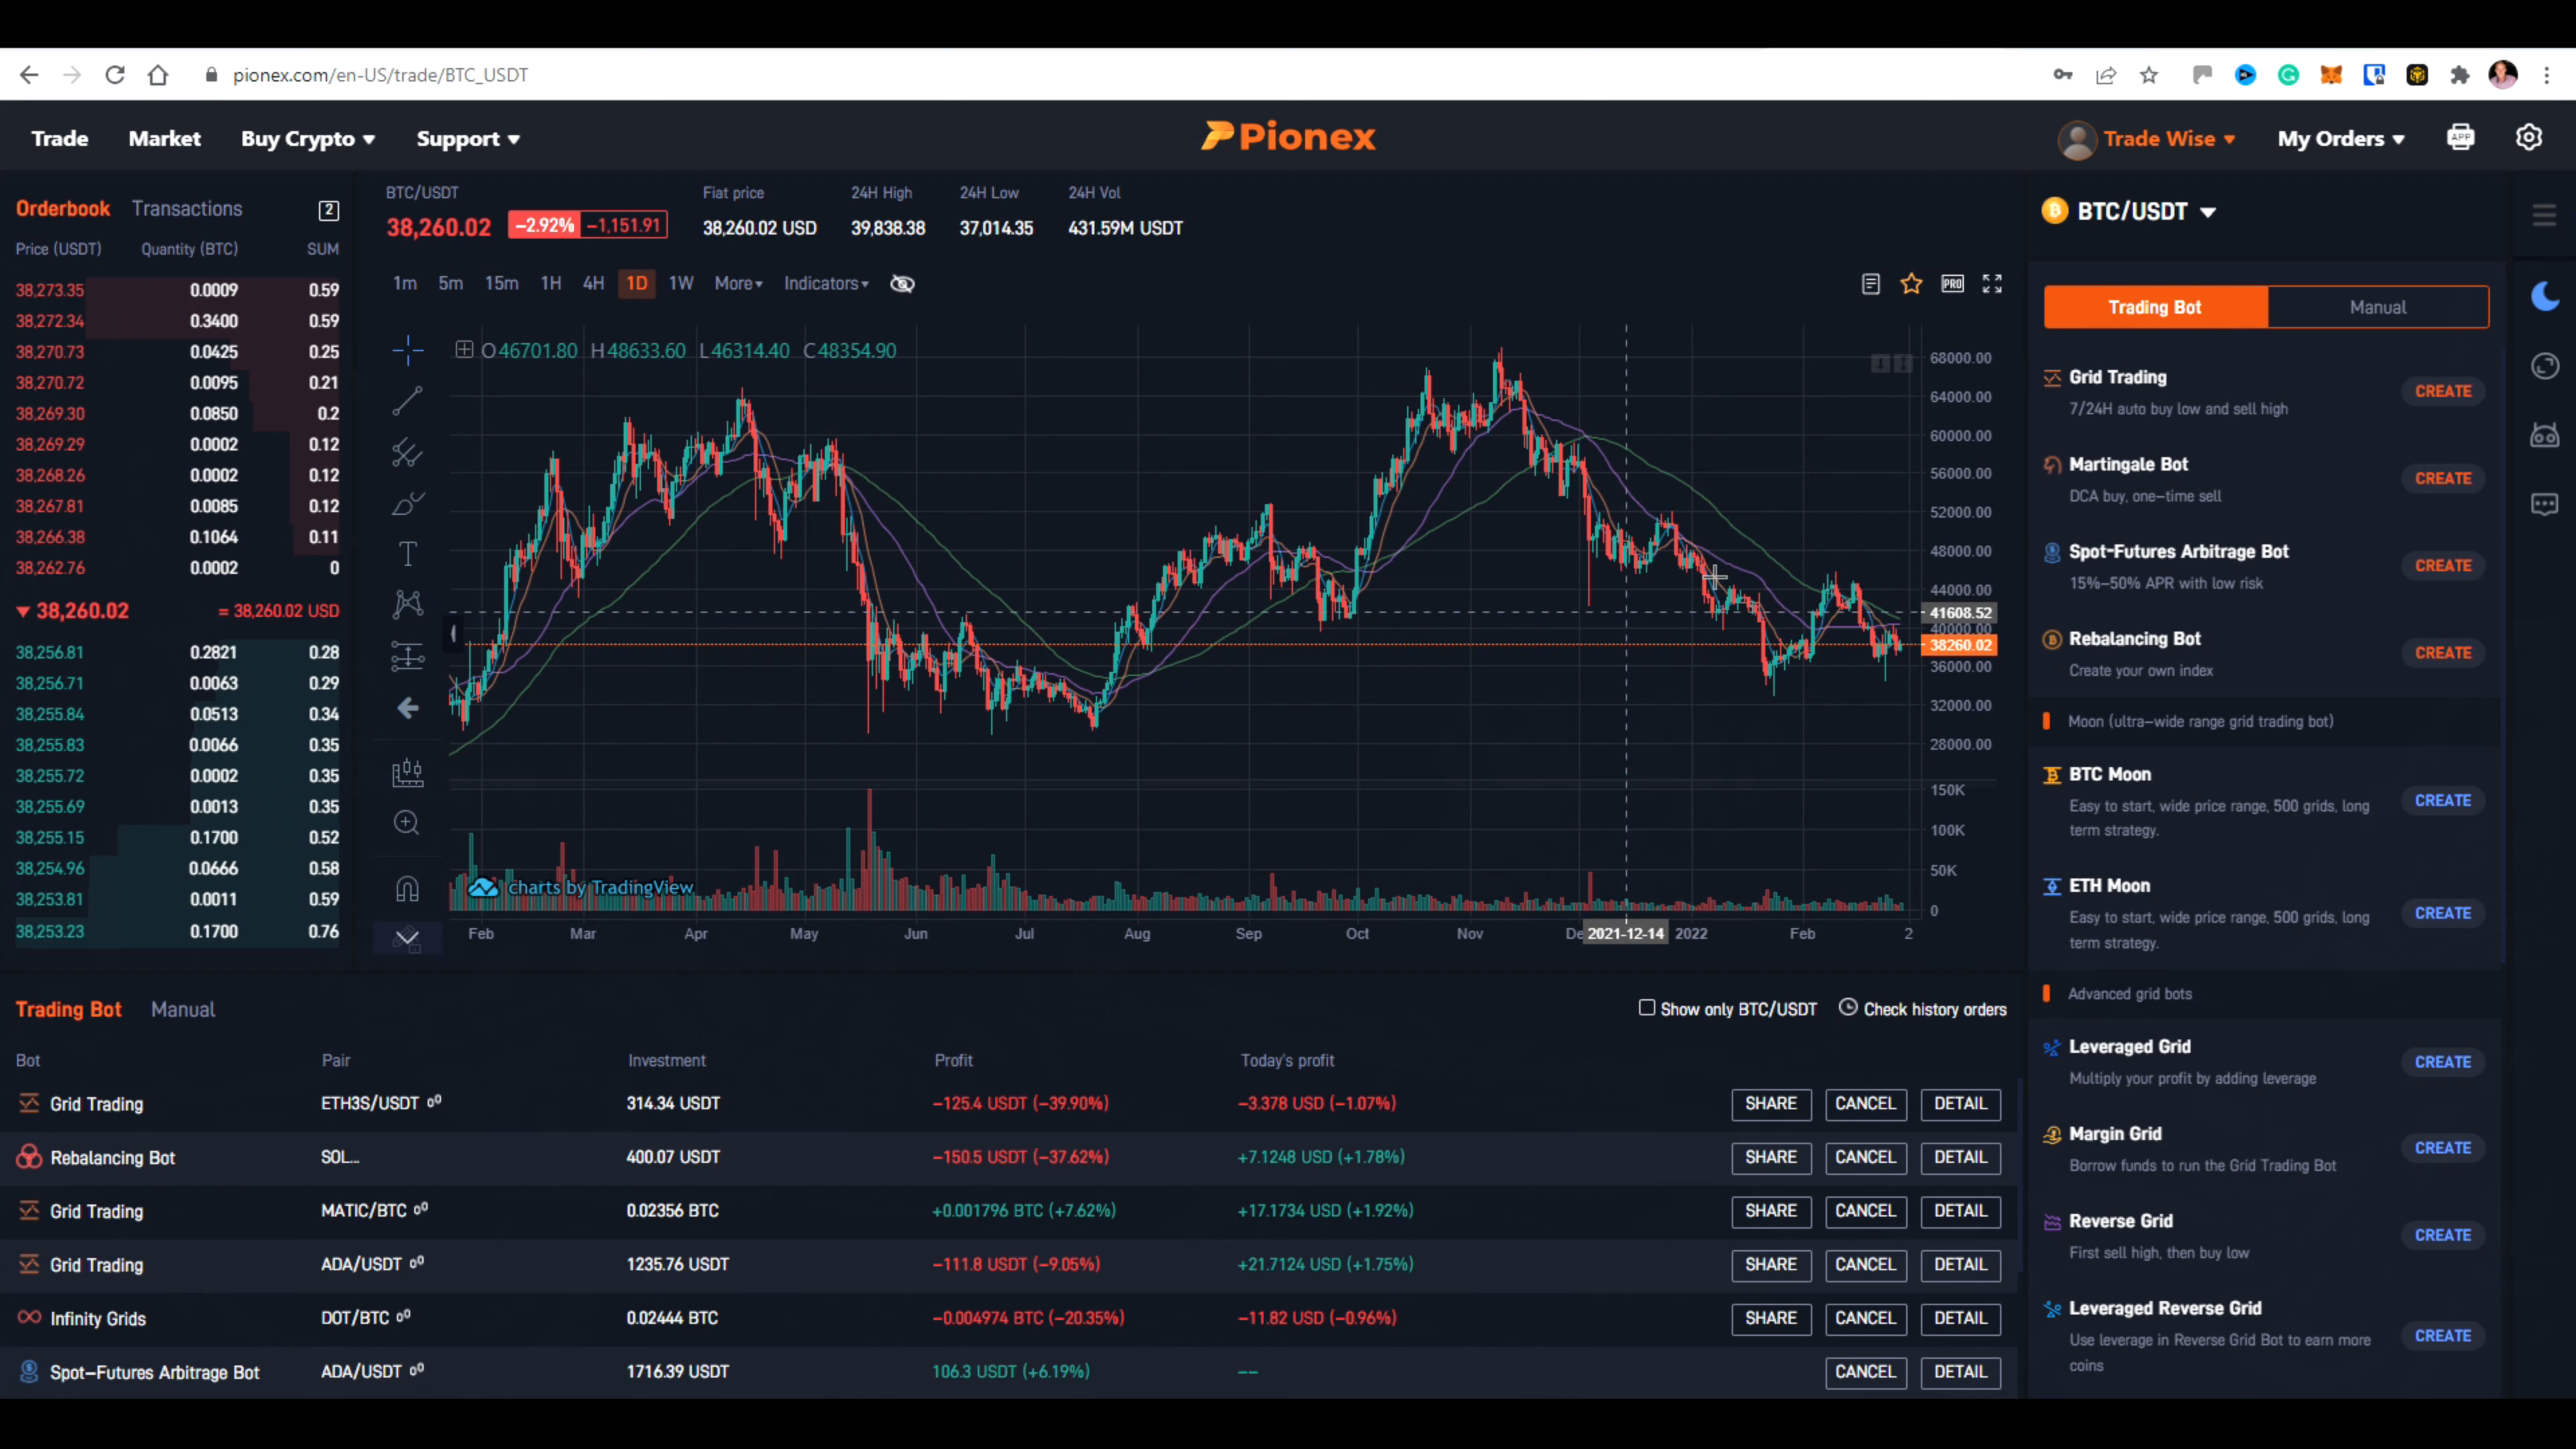 pionex.com/en-US/trade/BTC_USDT
Trade Market Buy Crypto Support Pionex Trade Wise My Orders APP
Orderbook Transactions 2
Price (USDT) Quantity (BTC) SUM
38,273.35 0.0009 0.59
38,272.34 0.3400 0.59
38,270.73 0.0425 0.25
38,270.72 0.0095 0.21
38,269.30 0.0850 0.2
38,269.29 0.0002 0.12
38,268.26 0.0002 0.12
38,267.81 0.0085 0.12
38,266.38 0.1064 0.11
38,262.76 0.0002 0
38,260.02 = 38,260.02 USD
38,256.81 0.2821 0.28
38,256.71 0.0063 0.29
38,255.84 0.0513 0.34
38,255.83 0.0066 0.35
38,255.72 0.0002 0.35
38,255.69 0.0013 0.35
38,255.15 0.1700 0.52
38,254.96 0.0666 0.58
38,253.81 0.0011 0.59
38,253.23 0.1700 0.76
BTC/USDT Fiat price 24H High 24H Low 24H Vol
38,260.02 −2.92% −1,151.91 38,260.02 USD 39,838.38 37,014.35 431.59M USDT
1m 5m 15m 1H 4H 1D 1W More Indicators PRO
O46701.80 H48633.60 L46314.40 C48354.90
68000.00
64000.00
60000.00
56000.00
52000.00
48000.00
44000.00
41608.52
40000.00
38260.02
36000.00
32000.00
28000.00
150K
100K
50K
0
charts by TradingView
Feb Mar Apr May Jun Jul Aug Sep Oct Nov De 2021-12-14 2022 Feb 2
BTC/USDT
Trading Bot Manual
Grid Trading
7/24H auto buy low and sell high
CREATE
Martingale Bot
DCA buy, one-time sell
CREATE
Spot-Futures Arbitrage Bot
15%-50% APR with low risk
CREATE
Rebalancing Bot
Create your own index
CREATE
Moon (ultra-wide range grid trading bot)
BTC Moon
Easy to start, wide price range, 500 grids, long
term strategy.
CREATE
ETH Moon
Easy to start, wide price range, 500 grids, long
term strategy.
CREATE
Advanced grid bots
Leveraged Grid
Multiply your profit by adding leverage
CREATE
Margin Grid
Borrow funds to run the Grid Trading Bot
CREATE
Reverse Grid
First sell high, then buy low
CREATE
Leveraged Reverse Grid
Use leverage in Reverse Grid Bot to earn more
coins
CREATE
Trading Bot Manual Show only BTC/USDT Check history orders
Bot Pair Investment Profit Today's profit
Grid Trading ETH3S/USDT 314.34 USDT −125.4 USDT (−39.90%) −3.378 USD (−1.07%) SHARE CANCEL DETAIL
Rebalancing Bot SOL... 400.07 USDT −150.5 USDT (−37.62%) +7.1248 USD (+1.78%) SHARE CANCEL DETAIL
Grid Trading MATIC/BTC 0.02356 BTC +0.001796 BTC (+7.62%) +17.1734 USD (+1.92%) SHARE CANCEL DETAIL
Grid Trading ADA/USDT 1235.76 USDT −111.8 USDT (−9.05%) +21.7124 USD (+1.75%) SHARE CANCEL DETAIL
Infinity Grids DOT/BTC 0.02444 BTC −0.004974 BTC (−20.35%) −11.82 USD (−0.96%) SHARE CANCEL DETAIL
Spot-Futures Arbitrage Bot ADA/USDT 1716.39 USDT 106.3 USDT (+6.19%) -- CANCEL DETAIL